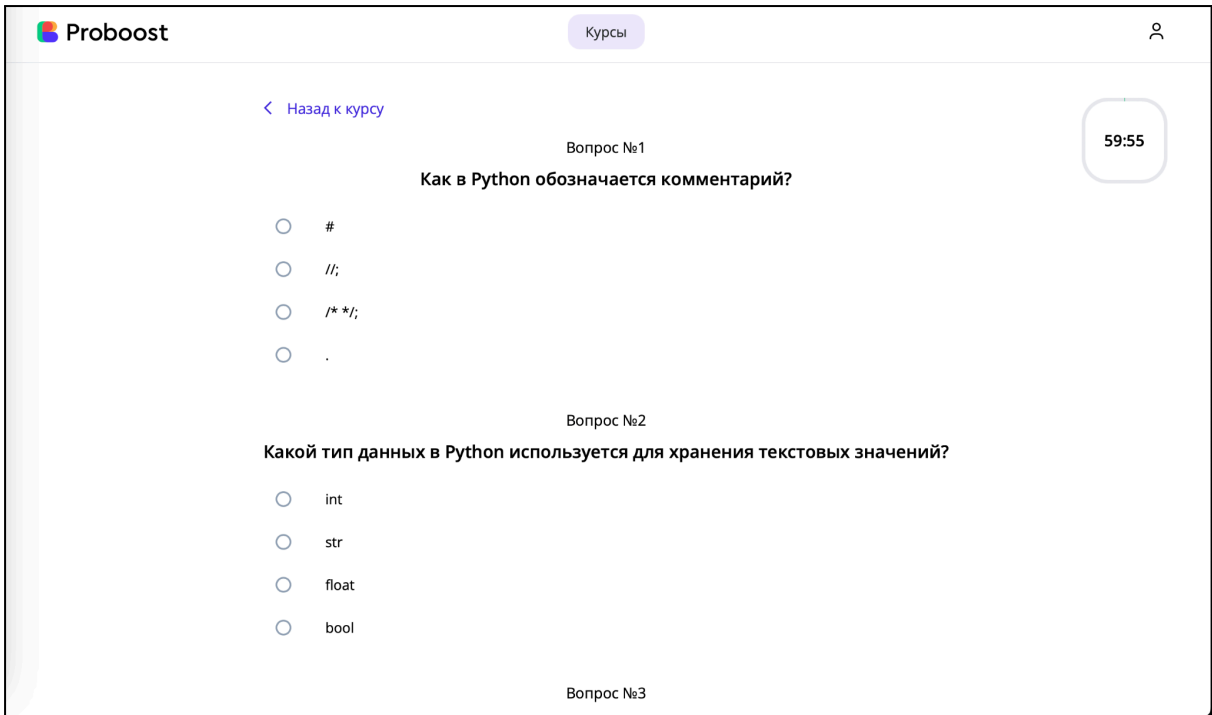 Proboost
Курсы
Назад к курсу
59:55
Вопрос №1
Как в Python обозначается комментарий?
#
//;
/* */;
.
Вопрос №2
Какой тип данных в Python используется для хранения текстовых значений?
int
str
float
bool
Вопрос №3